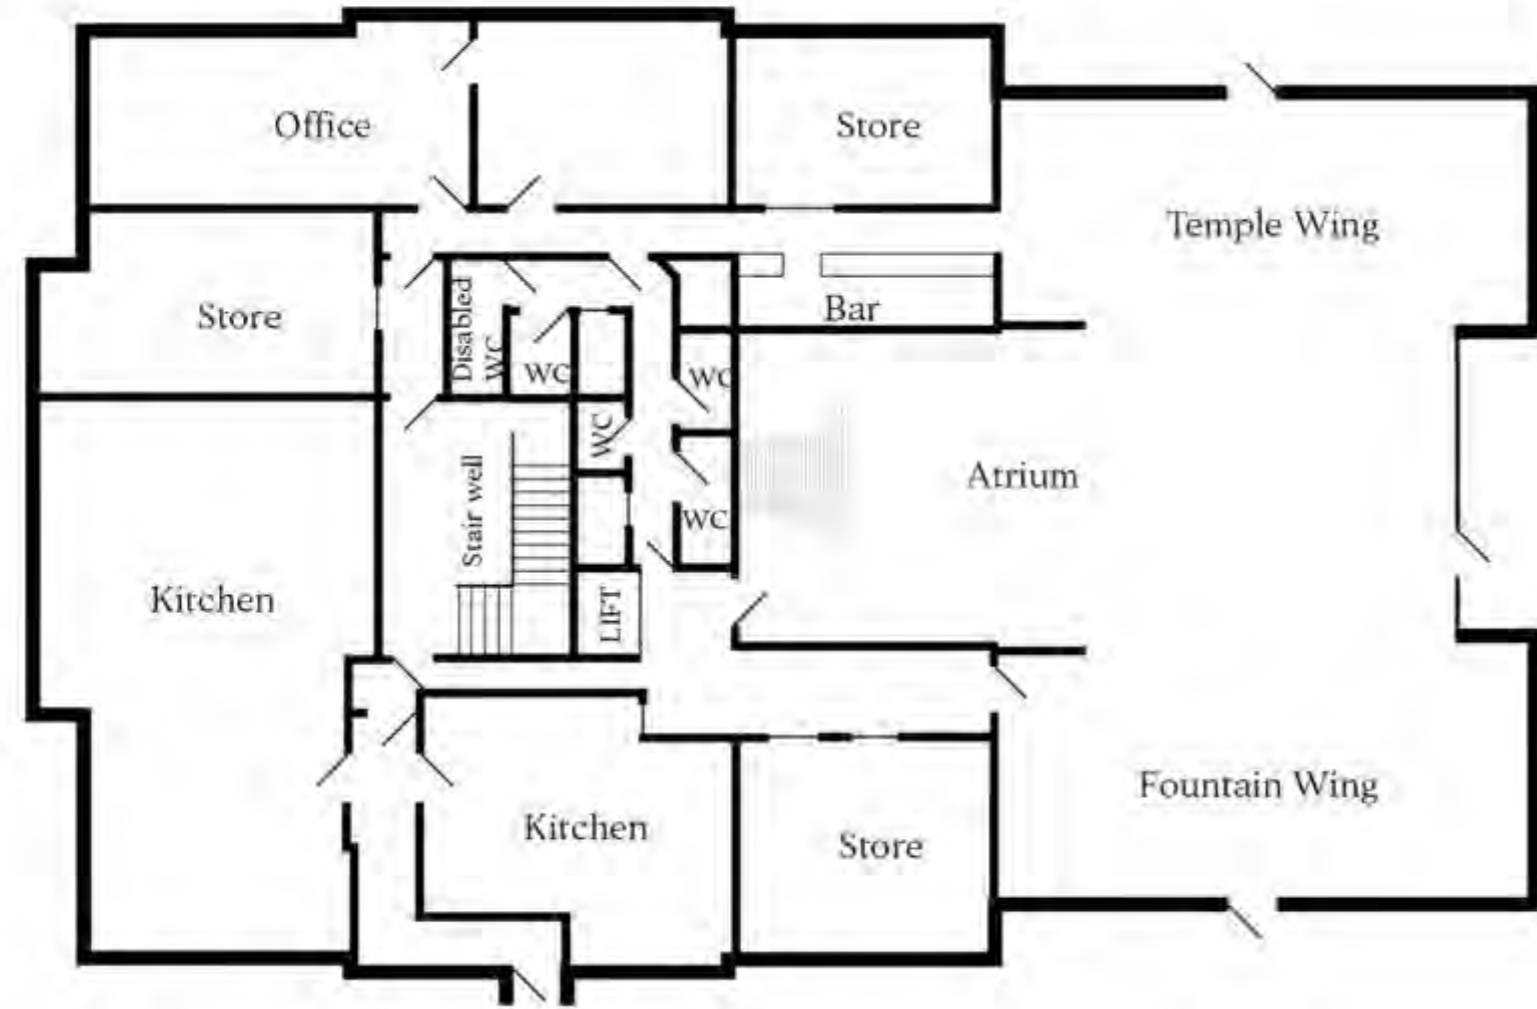 Office
Store
Temple Wing
Store
Bar
Disabled
WC
WC
WC
WC
Stair well
Atrium
WC
Kitchen
LIFT
Fountain Wing
Kitchen
Store